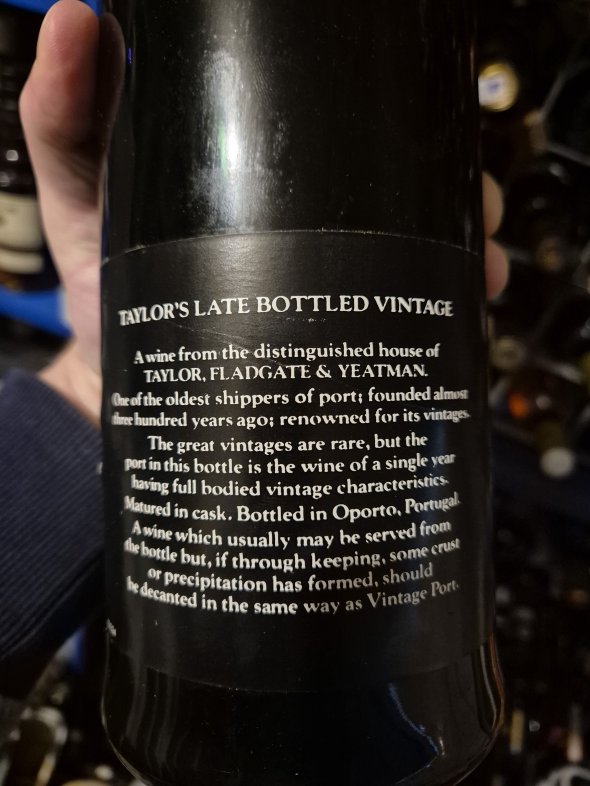 TAYLOR'S LATE BOTTLED VINTAGE
A wine from the distinguished house of
TAYLOR, FLADGATE & YEATMAN.
One of the oldest shippers of port; founded almost
three hundred years ago; renowned for its vintages.
The great vintages are rare, but the
port in this bottle is the wine of a single year
having full bodied vintage characteristics.
Matured in cask. Bottled in Oporto, Portugal.
A wine which usually may be served from
the bottle but, if through keeping, some crust
or precipitation has formed, should
be decanted in the same way as Vintage Port.